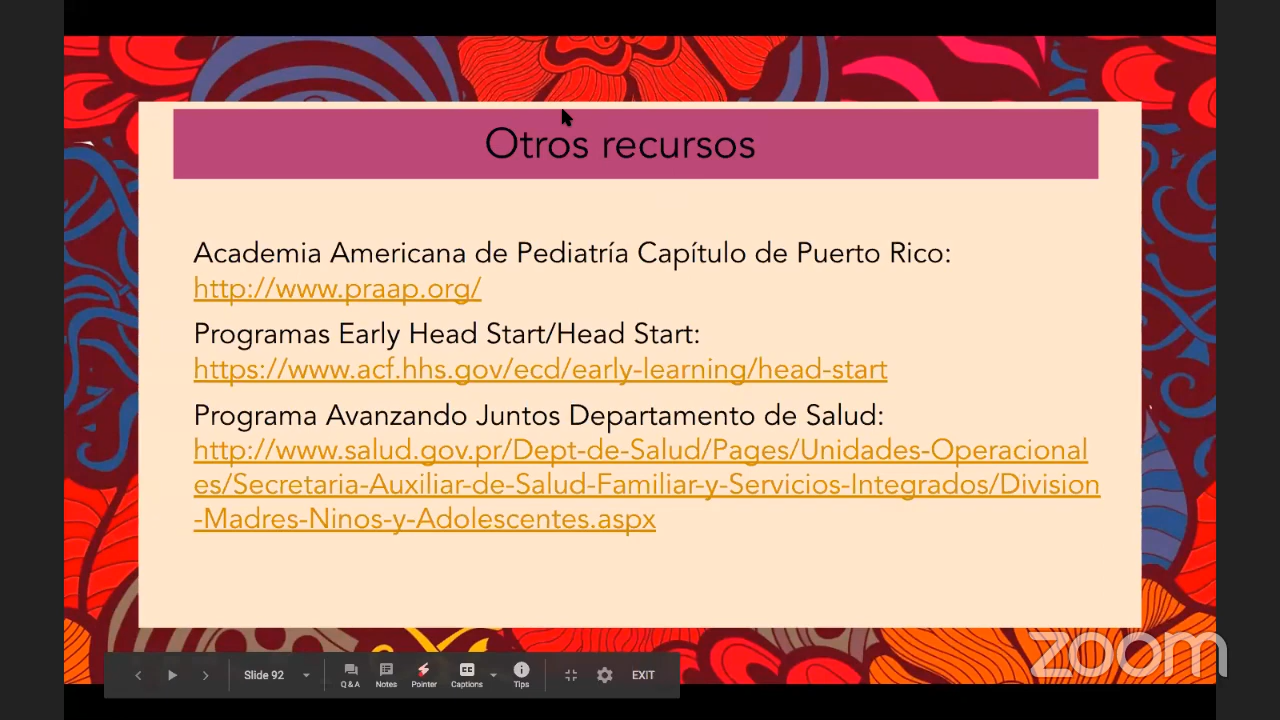 Otros recursos
Academia Americana de Pediatría Capítulo de Puerto Rico:
http://www.praap.org/
Programas Early Head Start/Head Start:
https://www.acf.hhs.gov/ecd/early-learning/head-start
Programa Avanzando Juntos Departamento de Salud:
http://www.salud.gov.pr/Dept-de-Salud/Pages/Unidades-Operacional
es/Secretaria-Auxiliar-de-Salud-Familiar-y-Servicios-Integrados/Division
-Madres-Ninos-y-Adolescentes.aspx
zoom
Slide 92
Q & A
Notes
Pointer
Captions
Tips
EXIT